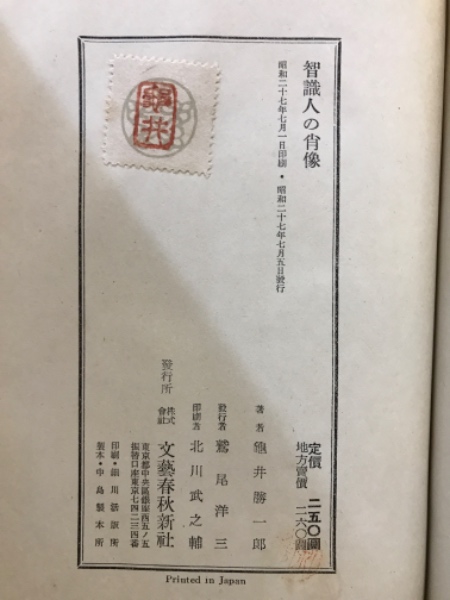 智識人の肖像
昭和二十七年七月一日印刷・昭和二十七年七月五日發行
定價 二五〇圓
地方賣價 二六〇圓
著者 龜井勝一郎
發行者 鷲尾洋三
印刷者 北川武之輔
發行所 株式會社 文藝春秋新社
東京都中央區銀座西五ノ五
振替口座東京七四二三四番
印刷・細川活版所
製本・中島製本所
龜井
Printed in Japan